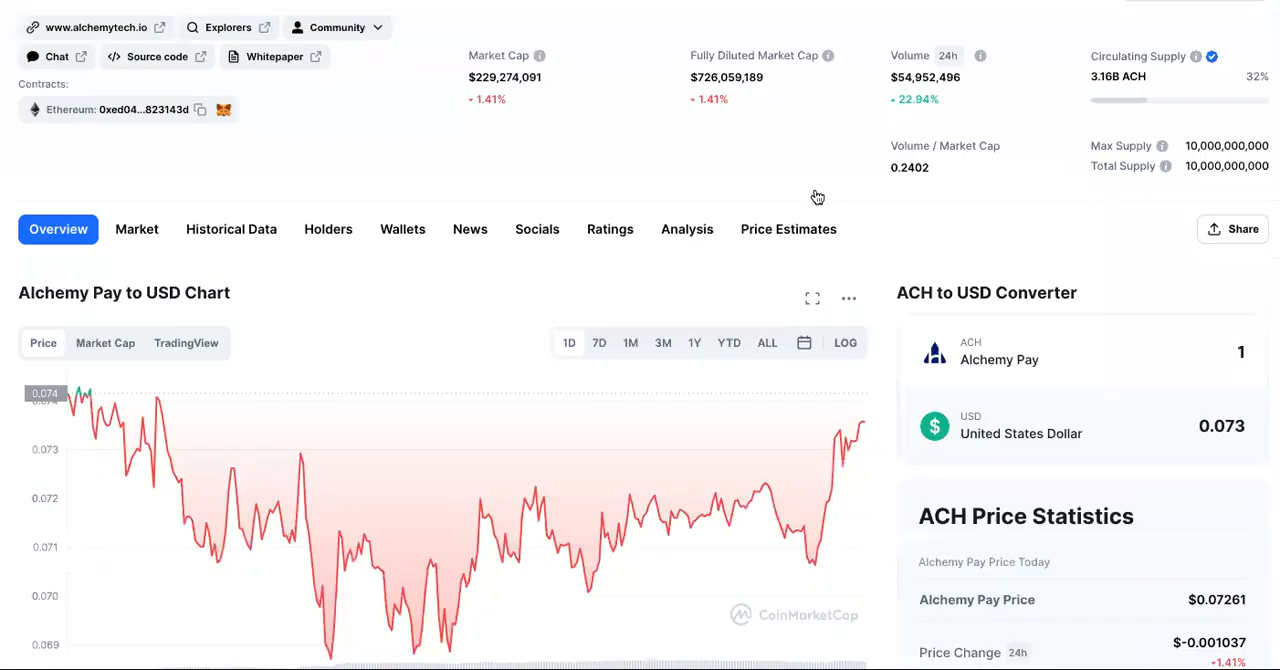 www.alchemytech.io Explorers Community
Chat Source code Whitepaper
Contracts:
Ethereum: 0xed04...823143d
Market Cap
$229,274,091
1.41%
Fully Diluted Market Cap
$726,059,189
1.41%
Volume 24h
$54,952,496
22.94%
Volume / Market Cap
0.2402
Circulating Supply
3.16B ACH 32%
Max Supply 10,000,000,000
Total Supply 10,000,000,000
Overview Market Historical Data Holders Wallets News Socials Ratings Analysis Price Estimates Share
Alchemy Pay to USD Chart
Price Market Cap TradingView 1D 7D 1M 3M 1Y YTD ALL LOG
0.074
0.074
0.073
0.072
0.071
0.070
0.069
CoinMarketCap
ACH to USD Converter
ACH
Alchemy Pay 1
USD
United States Dollar 0.073
ACH Price Statistics
Alchemy Pay Price Today
Alchemy Pay Price $0.07261
Price Change 24h $-0.001037
1.41%